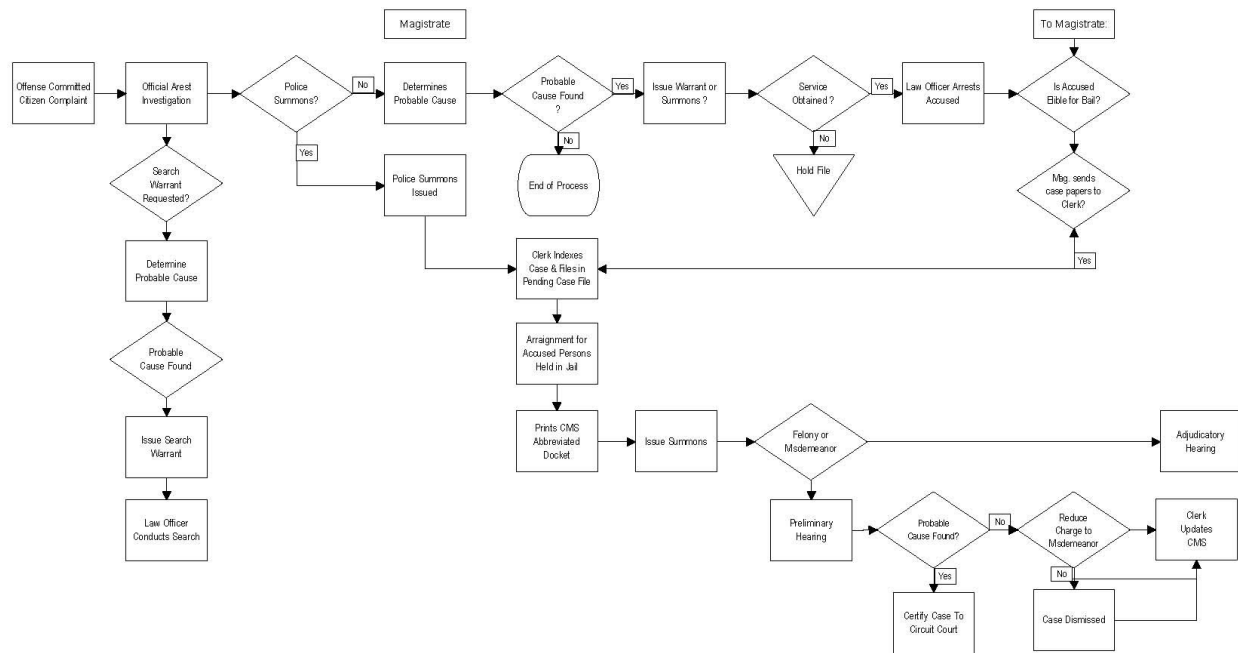 Magistrate
To Magistrate:
Offense Committed
Citizen Complaint
Official Arest
Investigation
Police
Summons?
No
Determines
Probable Cause
Probable
Cause Found
?
Yes
Issue Warrant or
Summons ?
Service
Obtained ?
Yes
Law Officer Arrests
Accused
Is Accused
Elible for Bail?
Yes
No
No
Search
Warrant
Requested?
Police Summons
Issued
End of Process
Hold File
Mag. sends
case papers to
Clerk?
Determine
Probable Cause
Clerk Indexes
Case & Files in
Pending Case File
Yes
Probable
Cause Found
Arraignment for
Accused Persons
Held in Jail
Issue Search
Warrant
Prints CMS
Abbreviated
Docket
Issue Summons
Felony or
Msdemeanor
Adjudicatory
Hearing
Law Officer
Conducts Search
Preliminary
Hearing
Probable
Cause Found?
No
Reduce
Charge to
Msdemeanor
Clerk
Updates
CMS
Yes
No
Certify Case To
Circuit Court
Case Dismissed